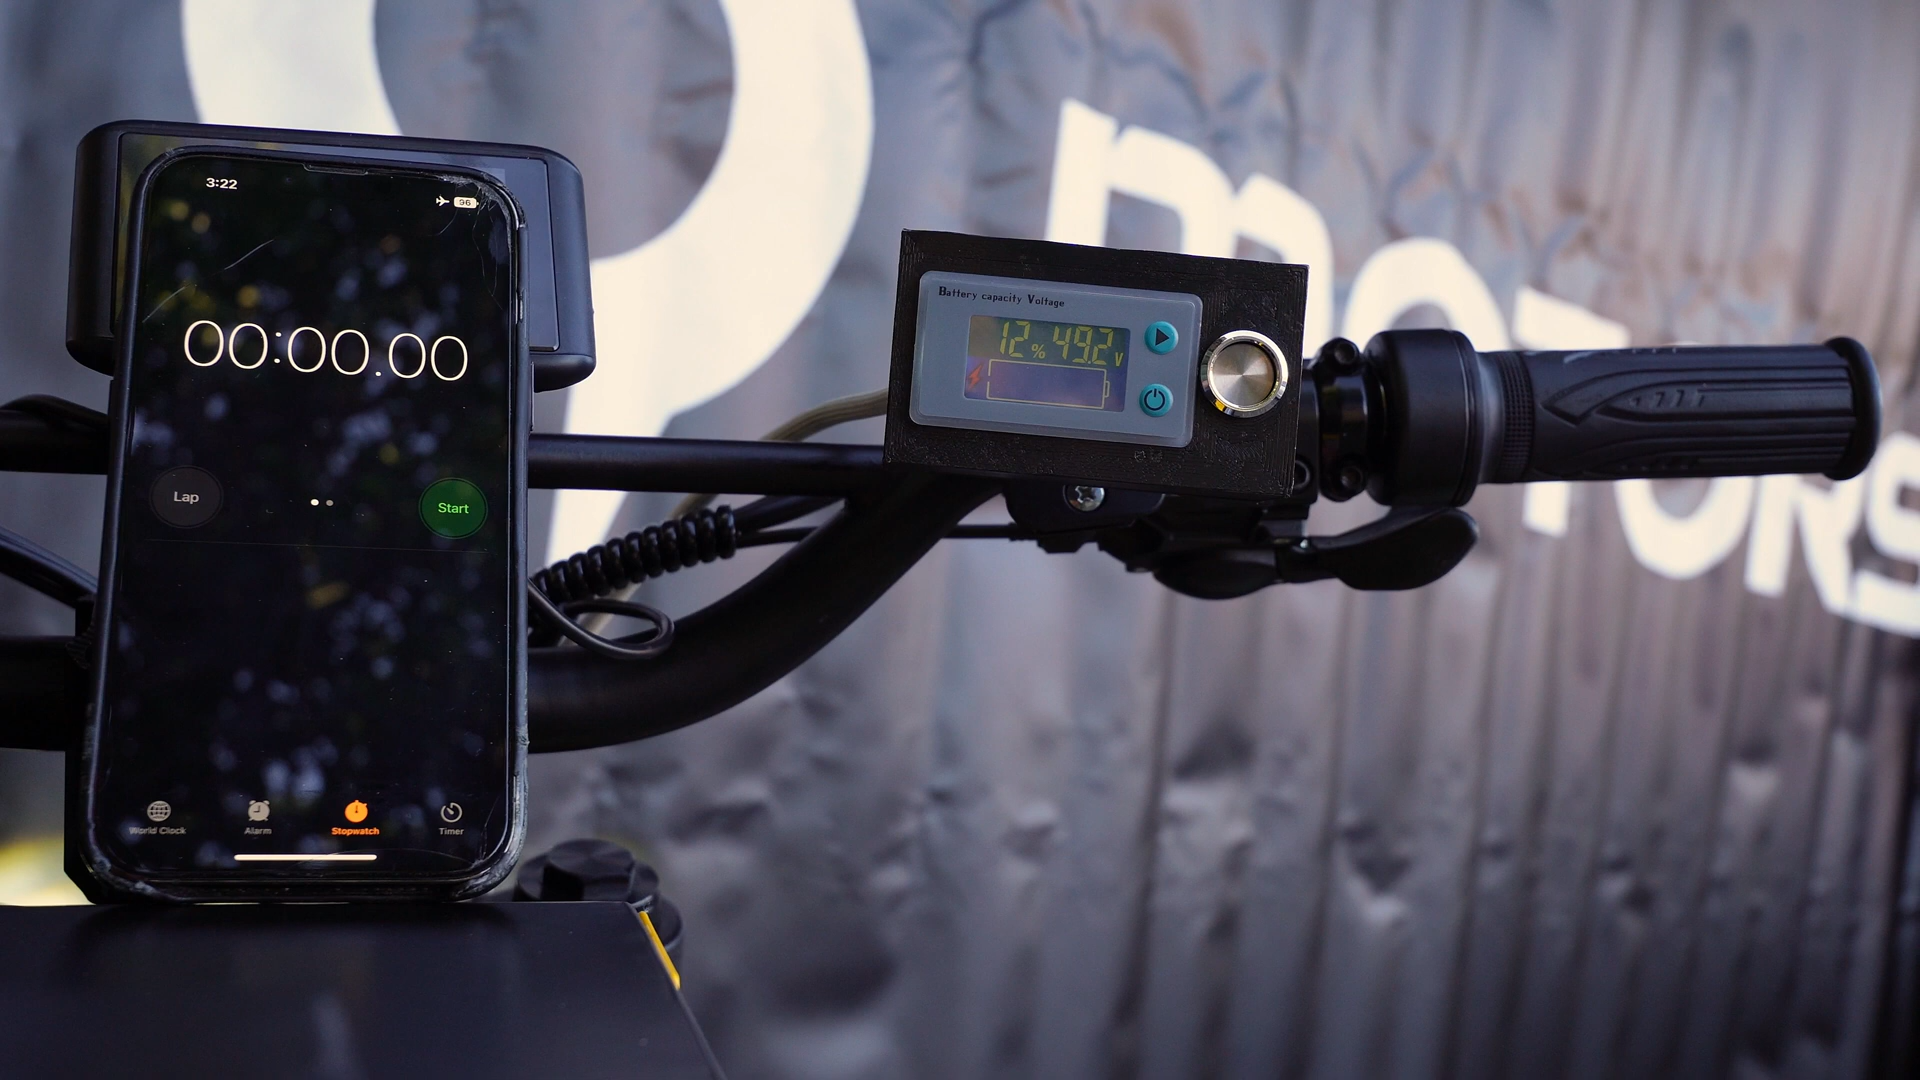 3:22
96
00:00.00
Lap
Start
World Clock
Alarm
Stopwatch
Timer
Battery capacity Voltage
12% 49.2V
MOTORS